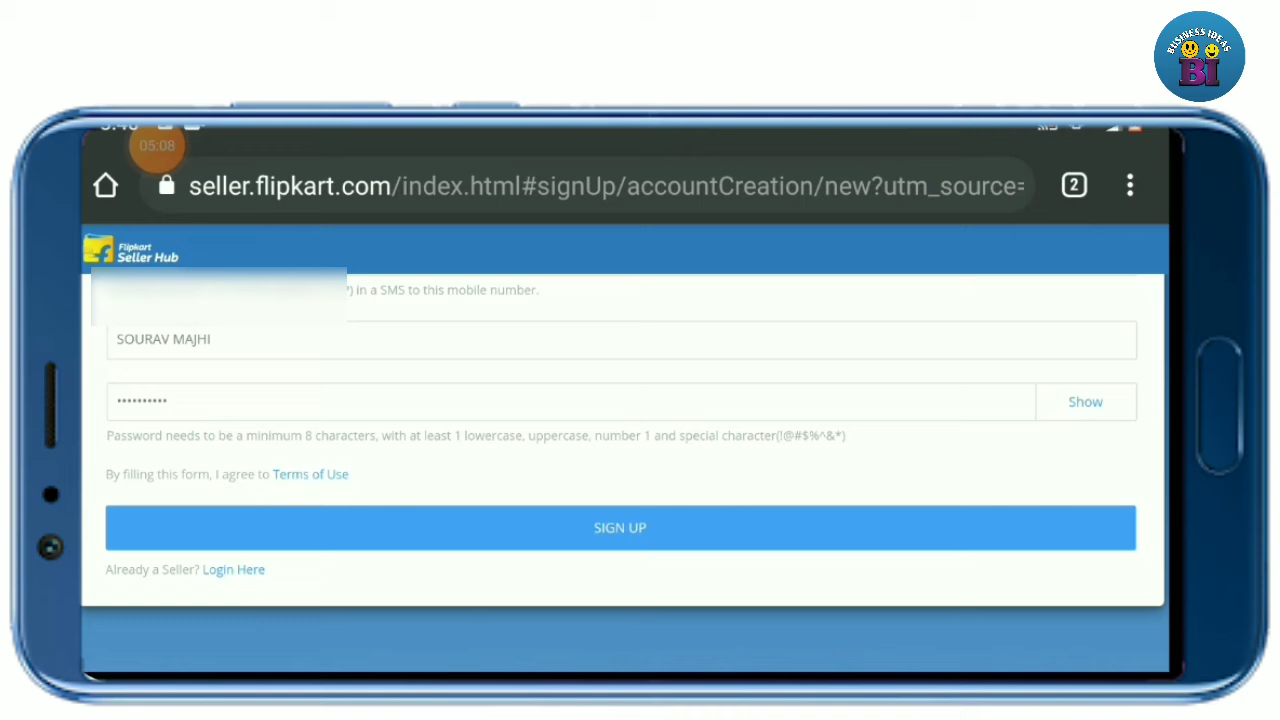 BUSINESS IDEAS
BI
05:08
seller.flipkart.com/index.html#signUp/accountCreation/new?utm_source=
2
Flipkart
Seller Hub
in a SMS to this mobile number.
SOURAV MAJHI
••••••••••
Show
Password needs to be a minimum 8 characters, with at least 1 lowercase, uppercase, number 1 and special character(!@#$%^&*)
By filling this form, I agree to Terms of Use
SIGN UP
Already a Seller? Login Here